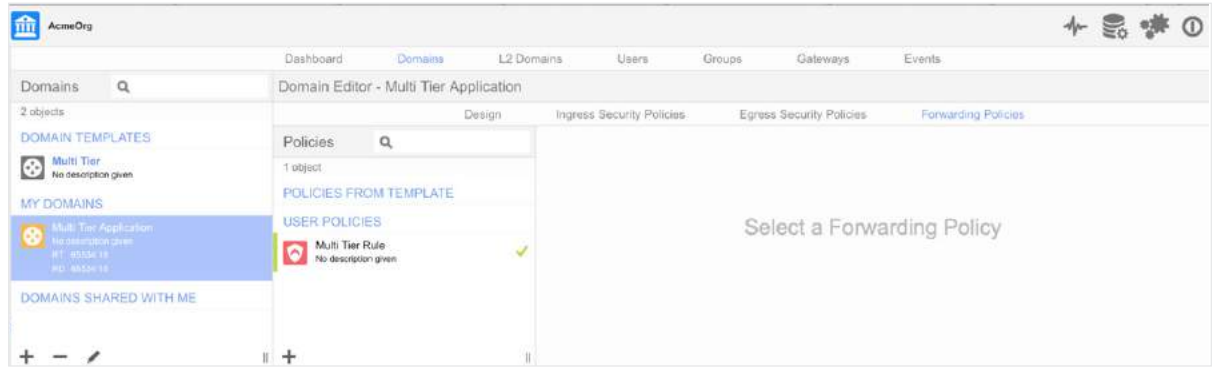 AcmeOrg
Dashboard Domains L2 Domains Users Groups Gateways Events
Domains
Domain Editor - Multi Tier Application
2 objects
Design Ingress Security Policies Egress Security Policies Forwarding Policies
DOMAIN TEMPLATES
Multi Tier
No description given
MY DOMAINS
Multi Tier Application
No description given
DOMAINS SHARED WITH ME
Policies
1 object
POLICIES FROM TEMPLATE
USER POLICIES
Multi Tier Rule
No description given
Select a Forwarding Policy